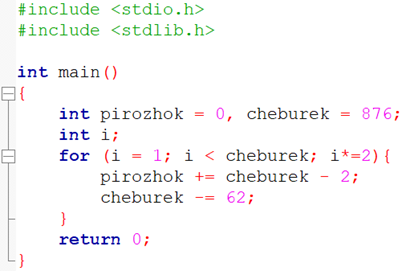 #include <stdio.h>
#include <stdlib.h>
int main()
{
int pirozhok = 0, cheburek = 876;
int i;
for (i = 1; i < cheburek; i*=2){
pirozhok += cheburek - 2;
cheburek -= 62;
}
return 0;
}